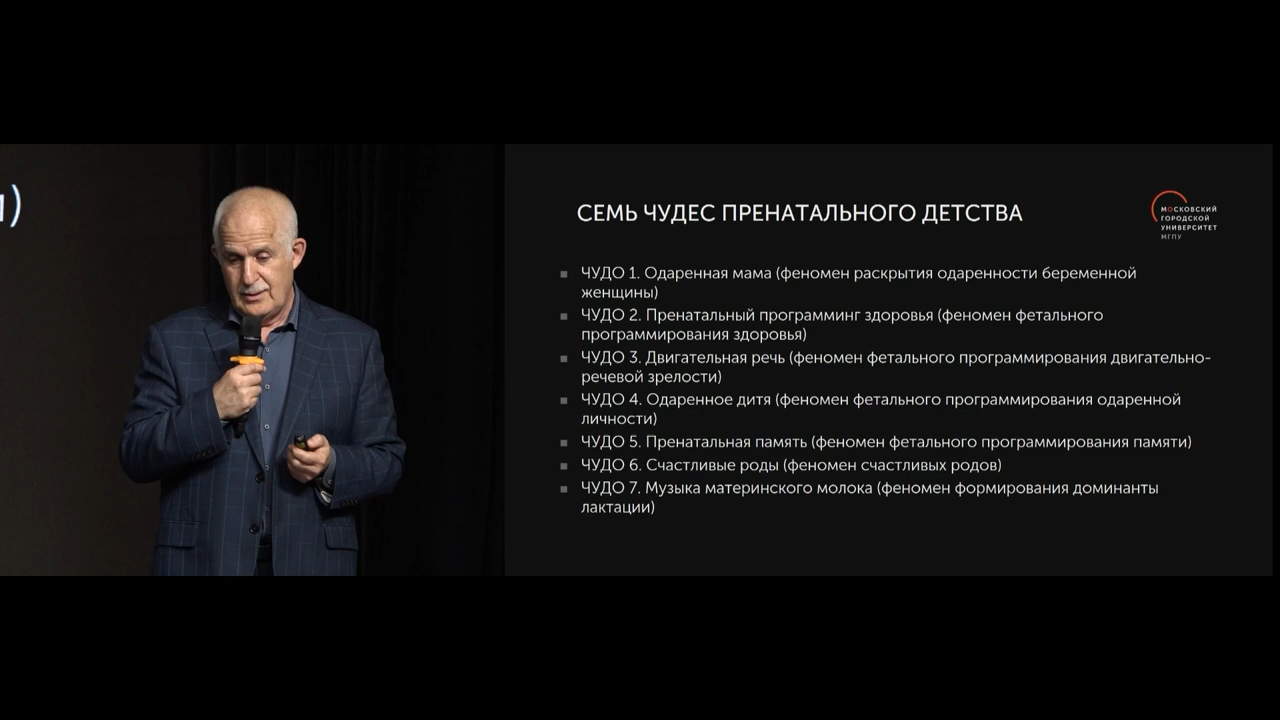 и)
СЕМЬ ЧУДЕС ПРЕНАТАЛЬНОГО ДЕТСТВА
МОСКОВСКИЙ
ГОРОДСКОЙ
УНИВЕРСИТЕТ
МГПУ
ЧУДО 1. Одаренная мама (феномен раскрытия одаренности беременной
женщины)
ЧУДО 2. Пренатальный программинг здоровья (феномен фетального
программирования здоровья)
ЧУДО 3. Двигательная речь (феномен фетального программирования двигательно-
речевой зрелости)
ЧУДО 4. Одаренное дитя (феномен фетального программирования одаренной
личности)
ЧУДО 5. Пренатальная память (феномен фетального программирования памяти)
ЧУДО 6. Счастливые роды (феномен счастливых родов)
ЧУДО 7. Музыка материнского молока (феномен формирования доминанты
лактации)